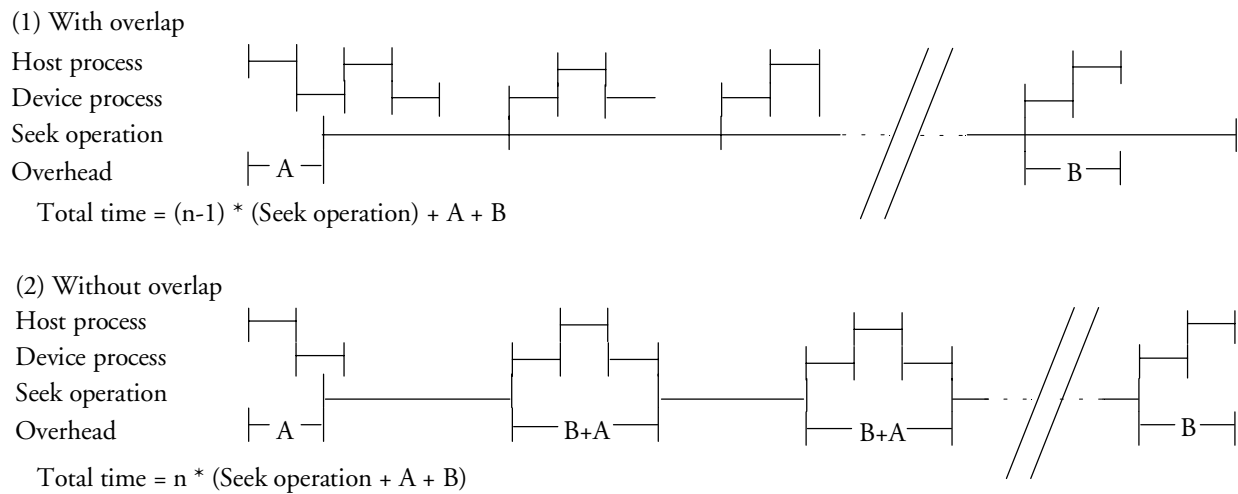 (1) With overlap
Host process
Device process
Seek operation
Overhead
A
B
Total time = (n-1) * (Seek operation) + A + B
(2) Without overlap
Host process
Device process
Seek operation
Overhead
A
B+A
B+A
B
Total time = n * (Seek operation + A + B)